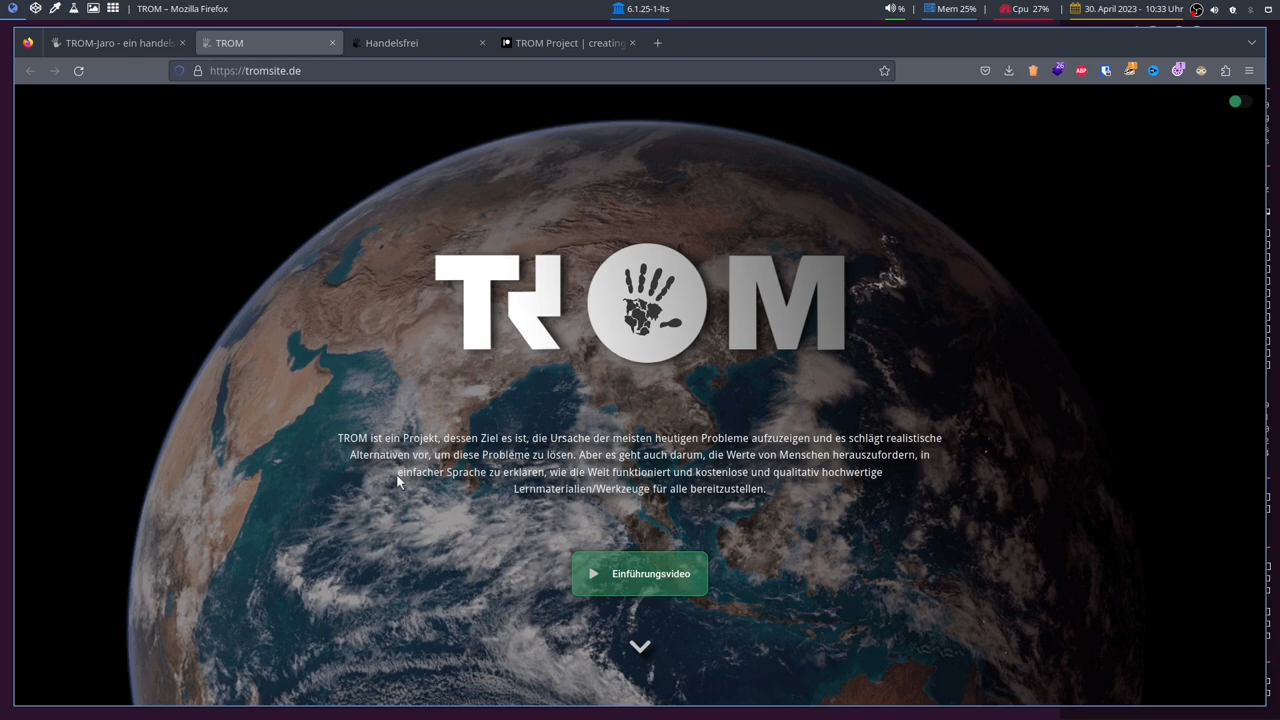 TROM – Mozilla Firefox
6.1.25-1-lts
% | Mem 25% | Cpu 27% | 30. April 2023 - 10:33 Uhr |
TROM-Jaro - ein handels
TROM
Handelsfrei
TROM Project | creating
https://tromsite.de
26
ABP
1
1
TROM
TROM ist ein Projekt, dessen Ziel es ist, die Ursache der meisten heutigen Probleme aufzuzeigen und es schlägt realistische
Alternativen vor, um diese Probleme zu lösen. Aber es geht auch darum, die Werte von Menschen herauszufordern, in
einfacher Sprache zu erklären, wie die Welt funktioniert und kostenlose und qualitativ hochwertige
Lernmaterialien/Werkzeuge für alle bereitzustellen.
Einführungsvideo